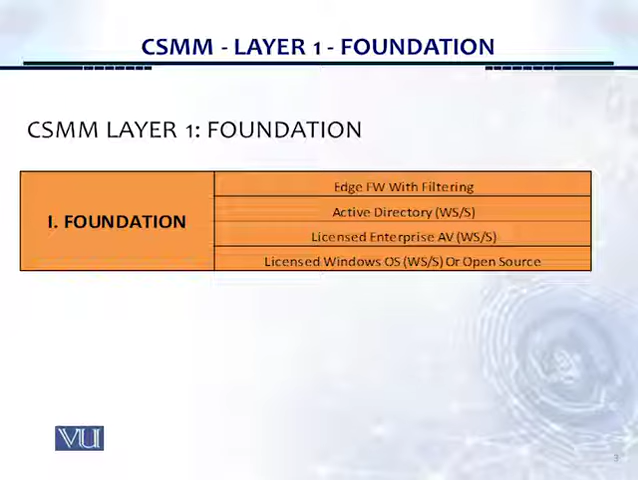 CSMM - LAYER 1 - FOUNDATION
CSMM LAYER 1: FOUNDATION
I. FOUNDATION
Edge FW With Filtering
Active Directory (WS/S)
Licensed Enterprise AV (WS/S)
Licensed Windows OS (WS/S) Or Open Source
VU
3